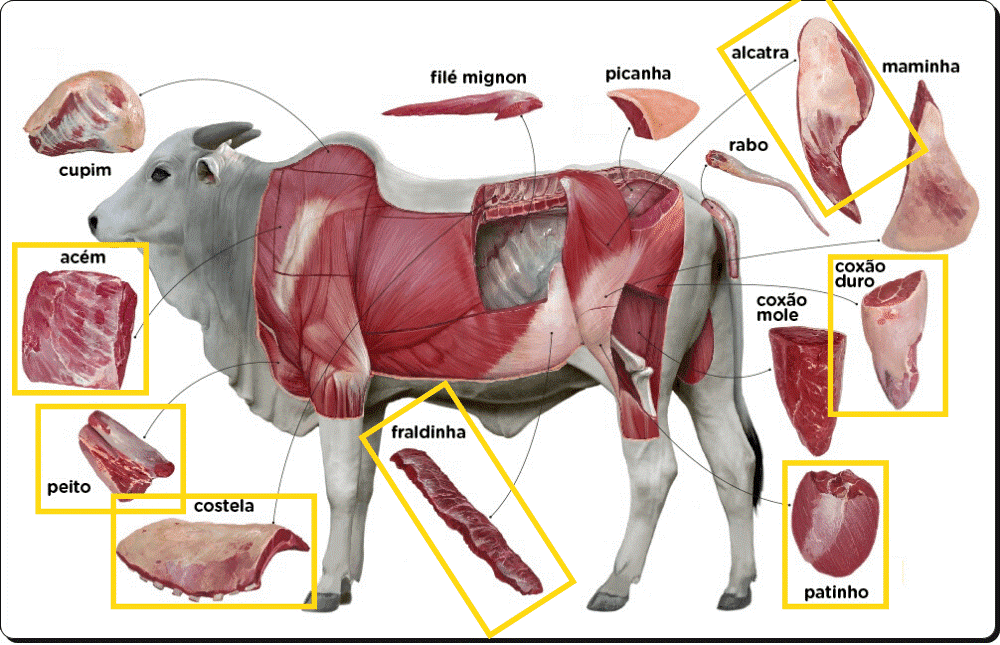 filé mignon
picanha
alcatra
maminha
cupim
rabo
acém
coxão
duro
coxão
mole
fraldinha
peito
costela
patinho